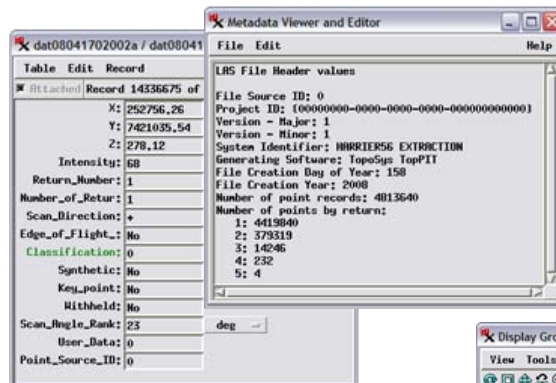 dat08041702002a / dat08041
Table Edit Record
Attached Record 14336675 of
X: 252756.26
Y: 7421035.54
Z: 278.12
Intensity: 68
Return_Number: 1
Number_of_Retur: 1
Scan_Direction: +
Edge_of_Flight_: No
Classification: 0
Synthetic: No
Key_point: No
Withheld: No
Scan_Angle_Rank: 23 deg
User_Data: 0
Point_Source_ID: 0
Metadata Viewer and Editor
File Edit Help
LAS File Header values
File Source ID: 0
Project ID: {00000000-0000-0000-0000-000000000000}
Version - Major: 1
Version - Minor: 1
System Identifier: HARRIER56 EXTRACTION
Generating Software: TopoSys TopPIT
File Creation Day of Year: 158
File Creation Year: 2008
Number of point records: 4813640
Number of points by return:
1: 4419840
2: 379319
3: 14246
4: 232
5: 4
Display Gro
View Tools